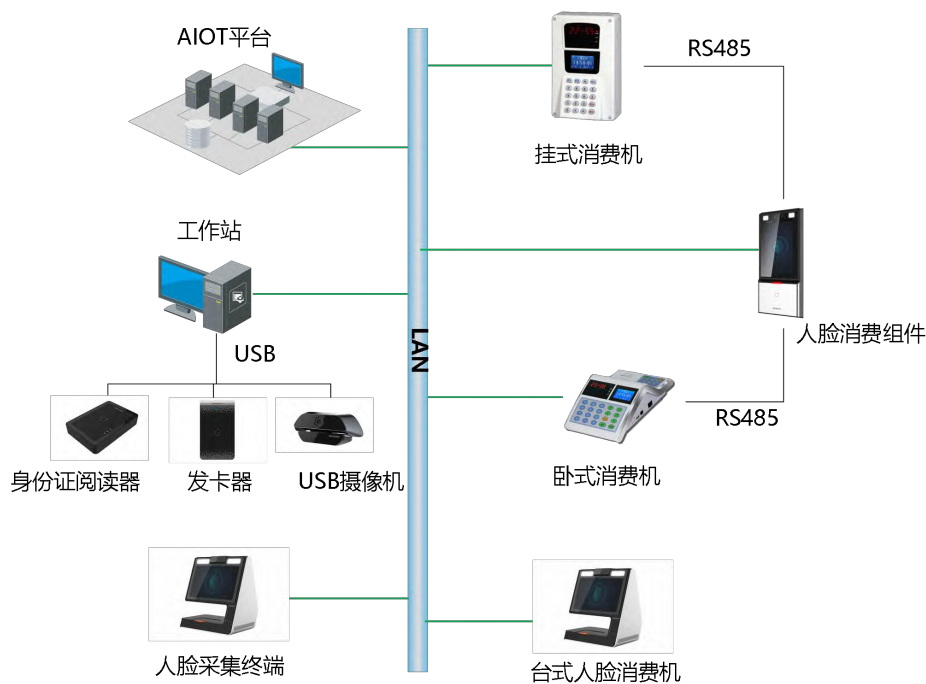 AIOT平台
RS485
挂式消费机
工作站
人脸消费组件
LAN
USB
RS485
身份证阅读器
发卡器
USB摄像机
卧式消费机
人脸采集终端
台式人脸消费机